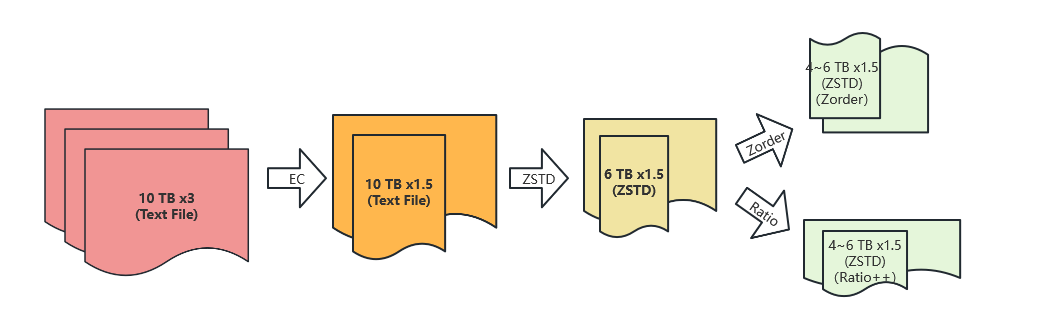 10 TB x3
(Text File)
EC
10 TB x1.5
(Text File)
ZSTD
6 TB x1.5
(ZSTD)
Zorder
4~6 TB x1.5
(ZSTD)
(Zorder)
Ratio
4~6 TB x1.5
(ZSTD)
(Ratio++)